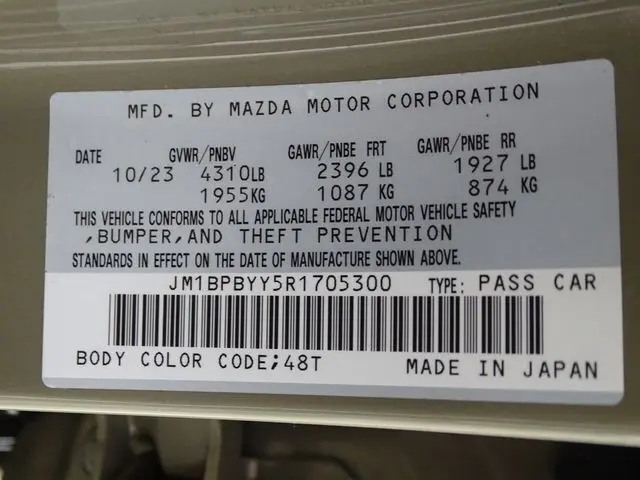 MFD. BY MAZDA MOTOR CORPORATION
DATE GVWR/PNBV GAWR/PNBE FRT GAWR/PNBE RR
10/23 4310LB 2396 LB 1927 LB
1955KG 1087 KG 874 KG
THIS VEHICLE CONFORMS TO ALL APPLICABLE FEDERAL MOTOR VEHICLE SAFETY
,BUMPER,AND THEFT PREVENTION
STANDARDS IN EFFECT ON THE DATE OF MANUFACTURE SHOWN ABOVE.
JM1BPBYY5R1705300 TYPE: PASS CAR
BODY COLOR CODE;48T MADE IN JAPAN